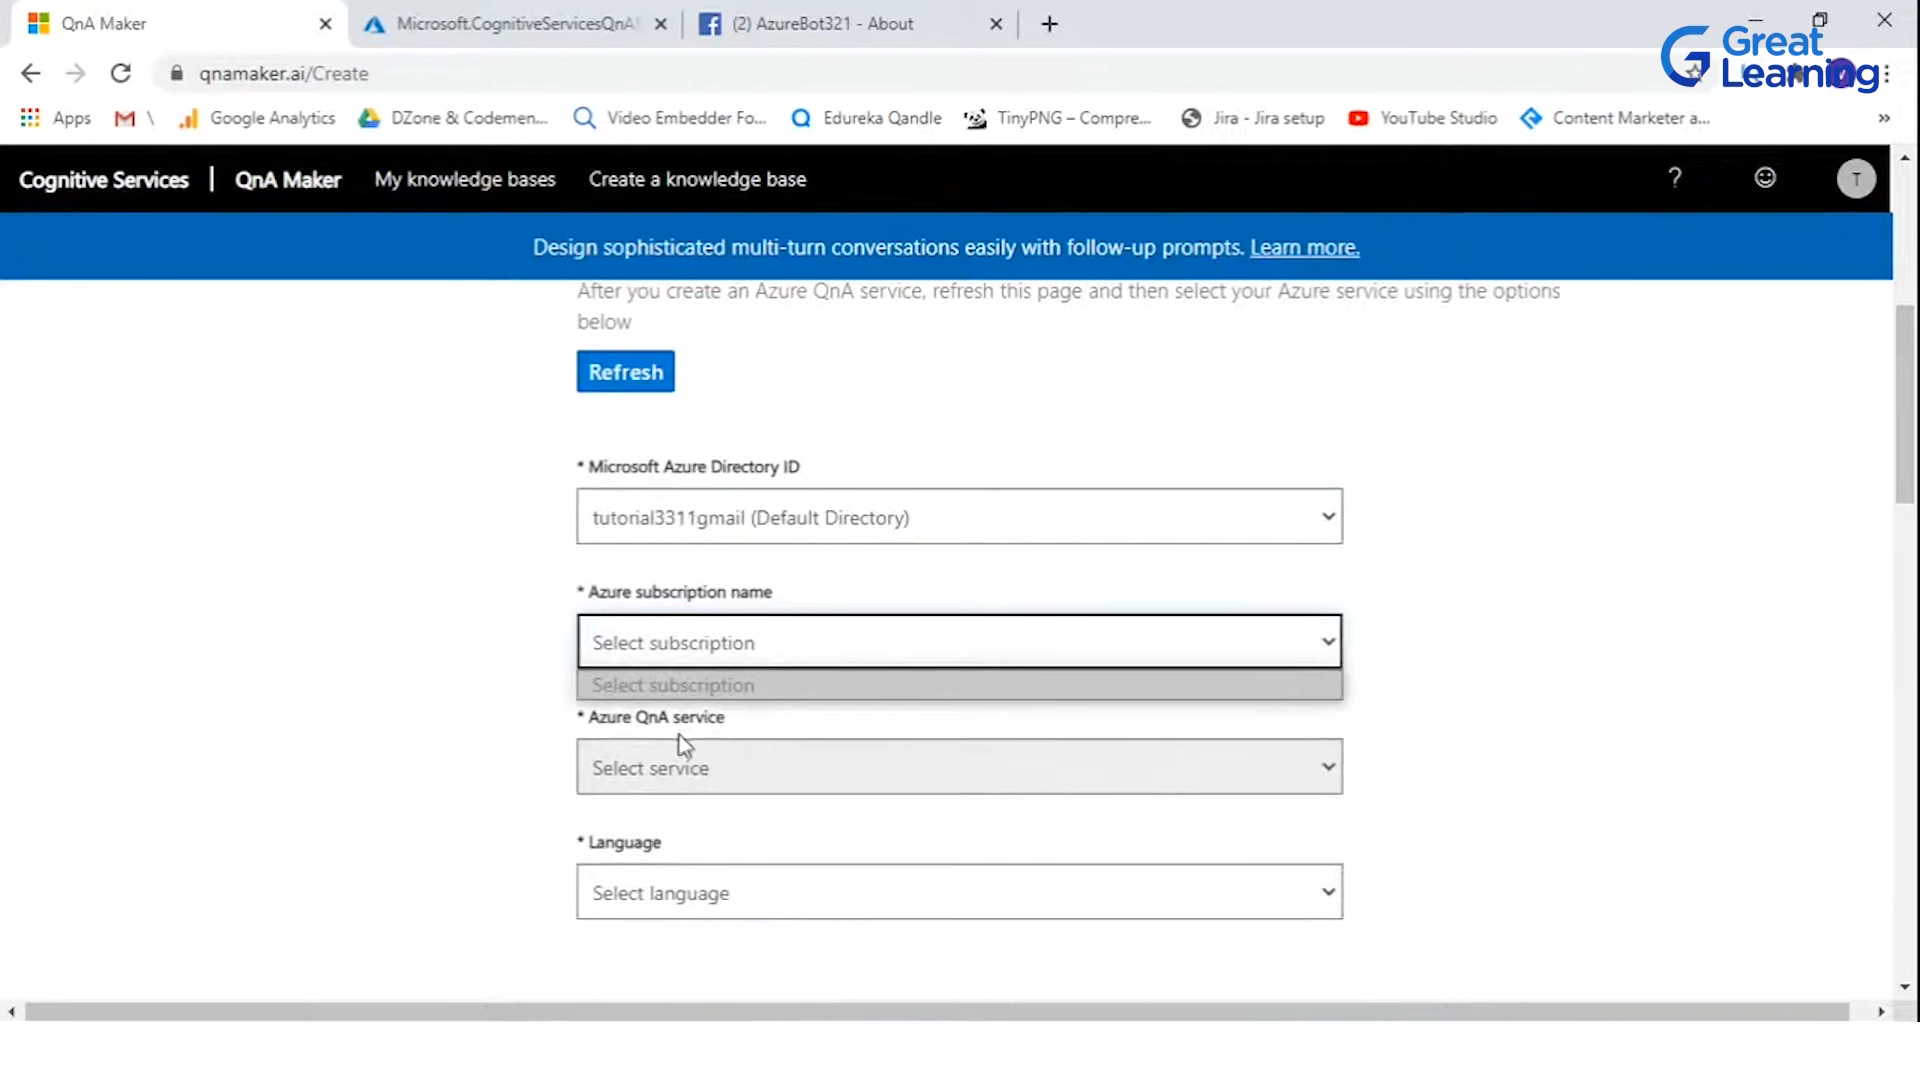 QnA Maker
Microsoft.CognitiveServicesQnA
(2) AzureBot321 - About
Great
Learning
qnamaker.ai/Create
Apps
\
Google Analytics
DZone & Codemen...
Video Embedder Fo...
Edureka Qandle
TinyPNG – Compre...
Jira - Jira setup
YouTube Studio
Content Marketer a...
»
Cognitive Services | QnA Maker My knowledge bases Create a knowledge base
? T
Design sophisticated multi-turn conversations easily with follow-up prompts. Learn more.
After you create an Azure QnA service, refresh this page and then select your Azure service using the options
below
Refresh
* Microsoft Azure Directory ID
tutorial3311gmail (Default Directory)
* Azure subscription name
Select subscription
Select subscription
* Azure QnA service
Select service
* Language
Select language